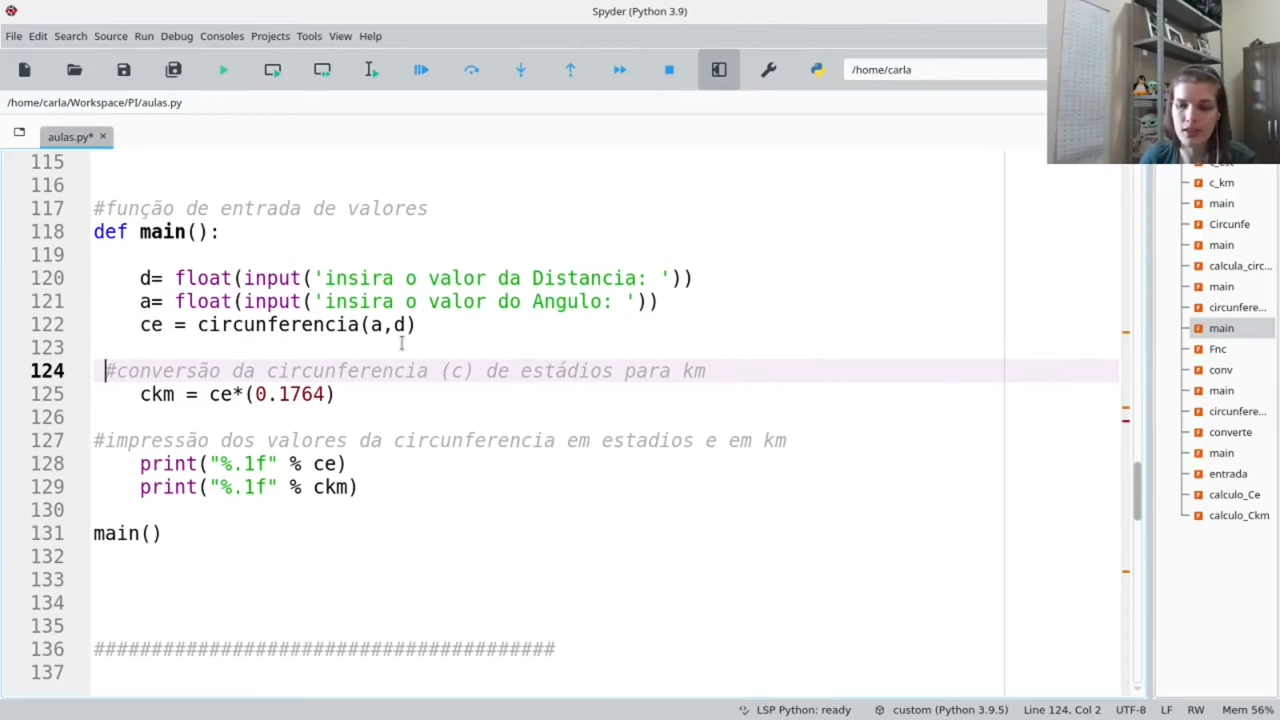 Spyder (Python 3.9)
File Edit Search Source Run Debug Consoles Projects Tools View Help
/home/carla
/home/carla/Workspace/PI/aulas.py
aulas.py*
115
116
117 #função de entrada de valores
118 def main():
119
120 d= float(input('insira o valor da Distancia: '))
121 a= float(input('insira o valor do Angulo: '))
122 ce = circunferencia(a,d)
123
124 #conversão da circunferencia (c) de estádios para km
125 ckm = ce*(0.1764)
126
127 #impressão dos valores da circunferencia em estadios e em km
128 print("%.1f" % ce)
129 print("%.1f" % ckm)
130
131 main()
132
133
134
135
136 ########################################
137
c_km
main
Circunfe
main
calcula_circ...
main
circunfere...
main
Fnc
conv
main
circunfere...
converte
main
entrada
calculo_Ce
calculo_Ckm
LSP Python: ready custom (Python 3.9.5) Line 124, Col 2 UTF-8 LF RW Mem 56%